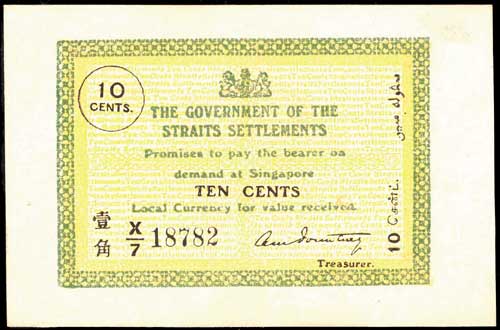 10
CENTS.
THE GOVERNMENT OF THE
STRAITS SETTLEMENTS
Promises to pay the bearer on
demand at Singapore
TEN CENTS
Local Currency for value received.
壹角
X/7 18782
Treasurer.
10 சென்ட்.